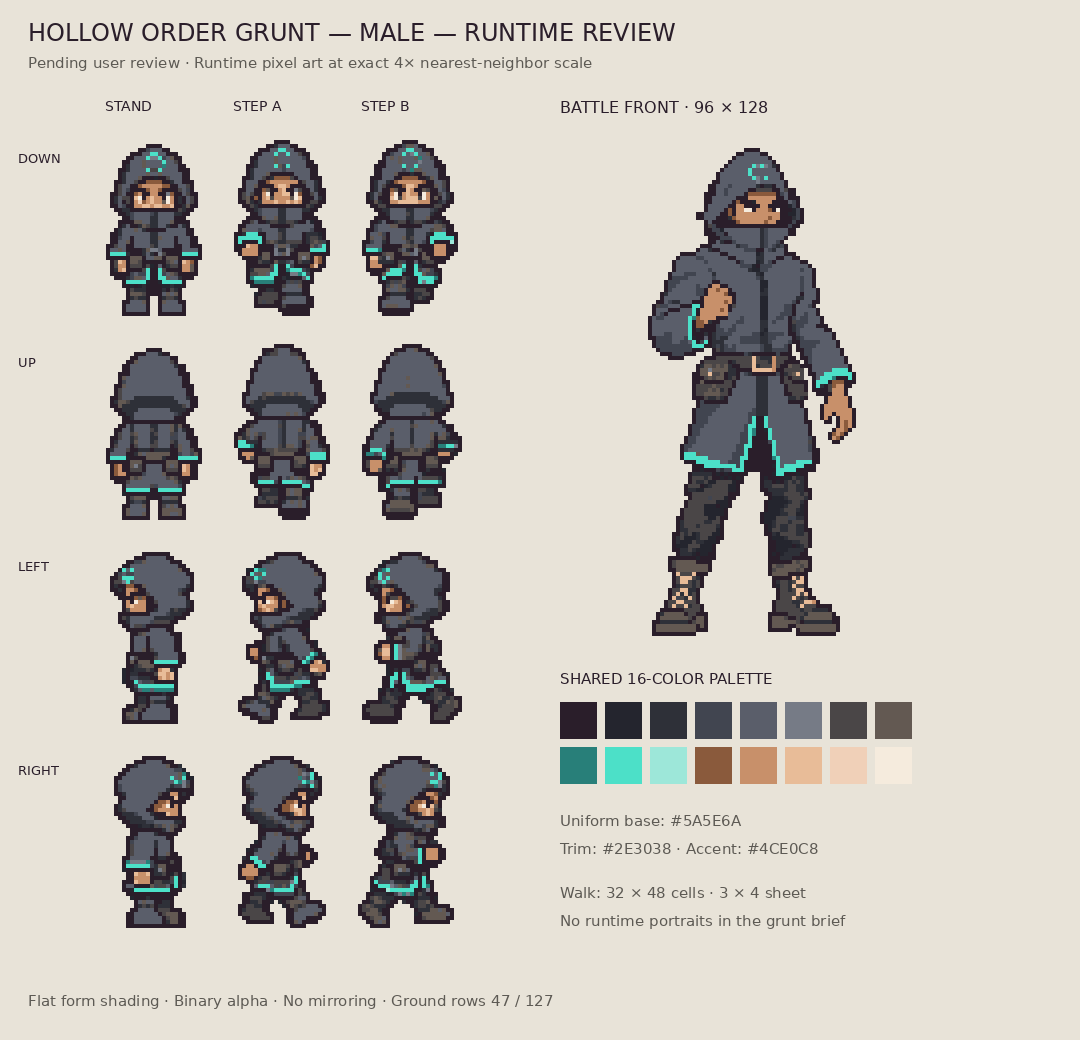 HOLLOW ORDER GRUNT — MALE — RUNTIME REVIEW
Pending user review · Runtime pixel art at exact 4× nearest-neighbor scale
STAND STEP A STEP B
BATTLE FRONT · 96 × 128
DOWN
UP
LEFT
RIGHT
SHARED 16-COLOR PALETTE
Uniform base: #5A5E6A
Trim: #2E3038 · Accent: #4CE0C8
Walk: 32 × 48 cells · 3 × 4 sheet
No runtime portraits in the grunt brief
Flat form shading · Binary alpha · No mirroring · Ground rows 47 / 127